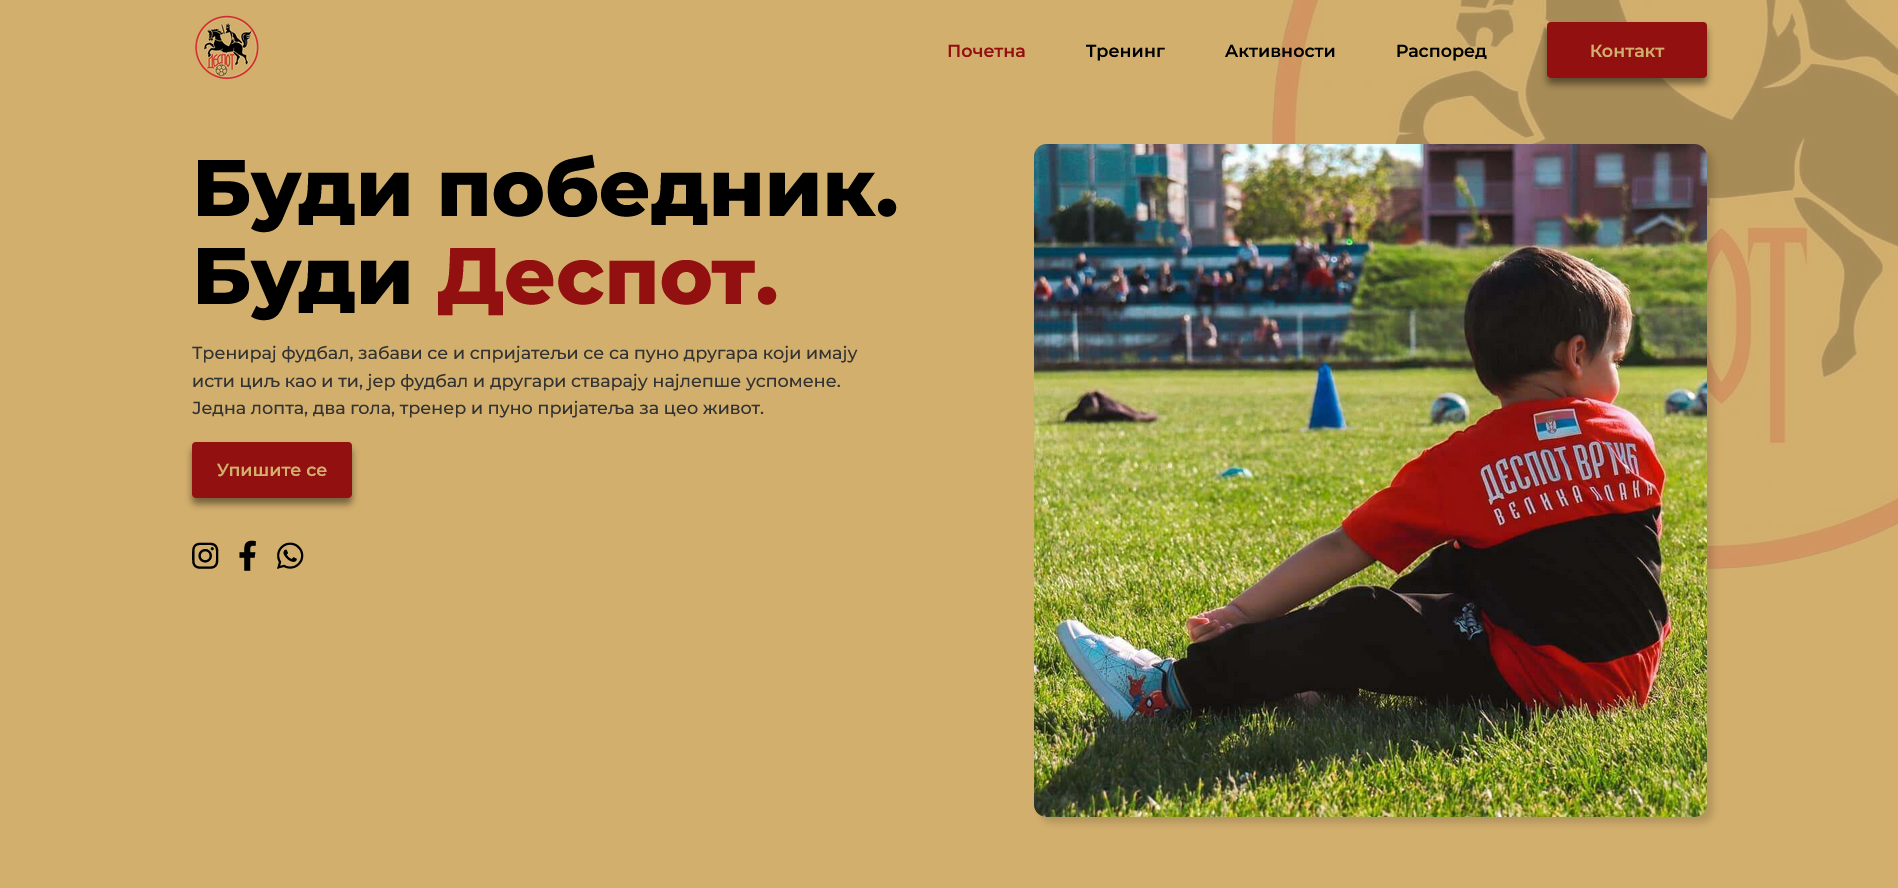 ДЕСПОТ
Почетна
Тренинг
Активности
Распоред
Контакт
Буди победник.
Буди Деспот.
Тренирај фудбал, забави се и спријатељи се са пуно другара који имају
исти циљ као и ти, јер фудбал и другари стварају најлепше успомене.
Једна лопта, два гола, тренер и пуно пријатеља за цео живот.
Упишите се
ДЕСПОТ
ВЕЛИКА
ОТ